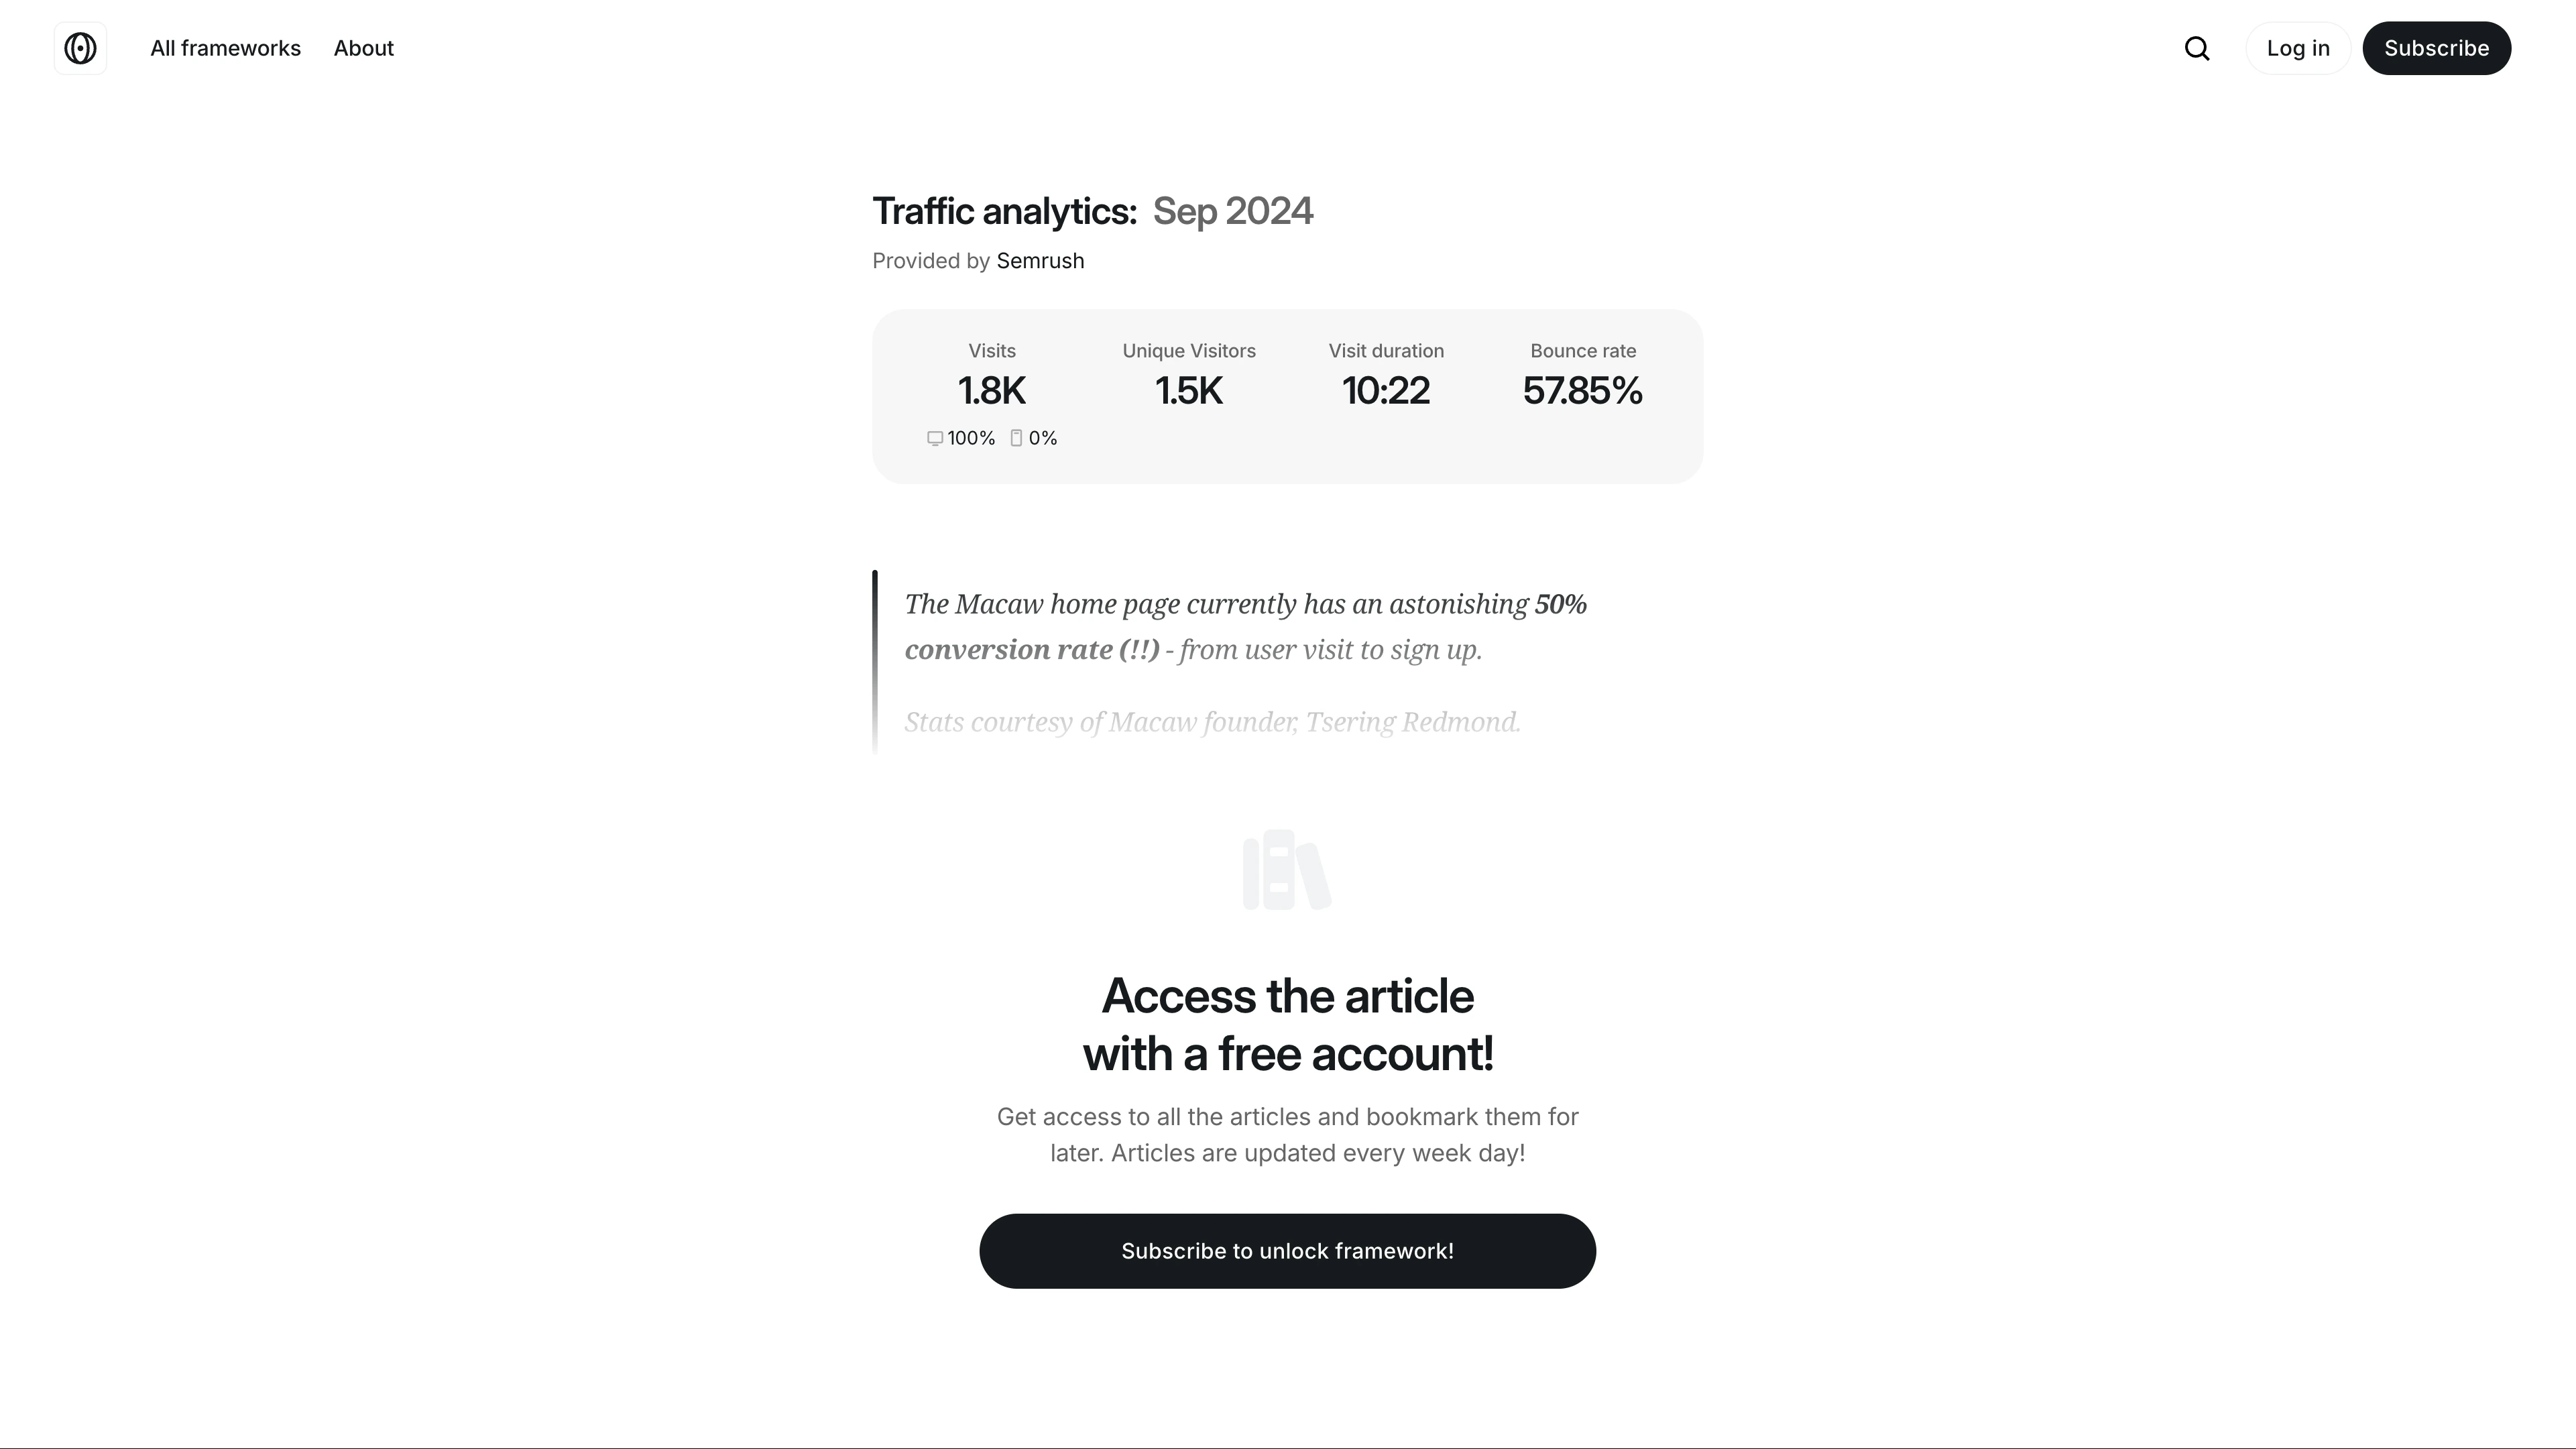 All frameworks
About
Log in
Subscribe
Traffic analytics: Sep 2024
Provided by Semrush
Visits
1.8K
100% 0%
Unique Visitors
1.5K
Visit duration
10:22
Bounce rate
57.85%
The Macaw home page currently has an astonishing 50%
conversion rate (!!) - from user visit to sign up.
Stats courtesy of Macaw founder, Tsering Redmond.
Access the article
with a free account!
Get access to all the articles and bookmark them for
later. Articles are updated every week day!
Subscribe to unlock framework!